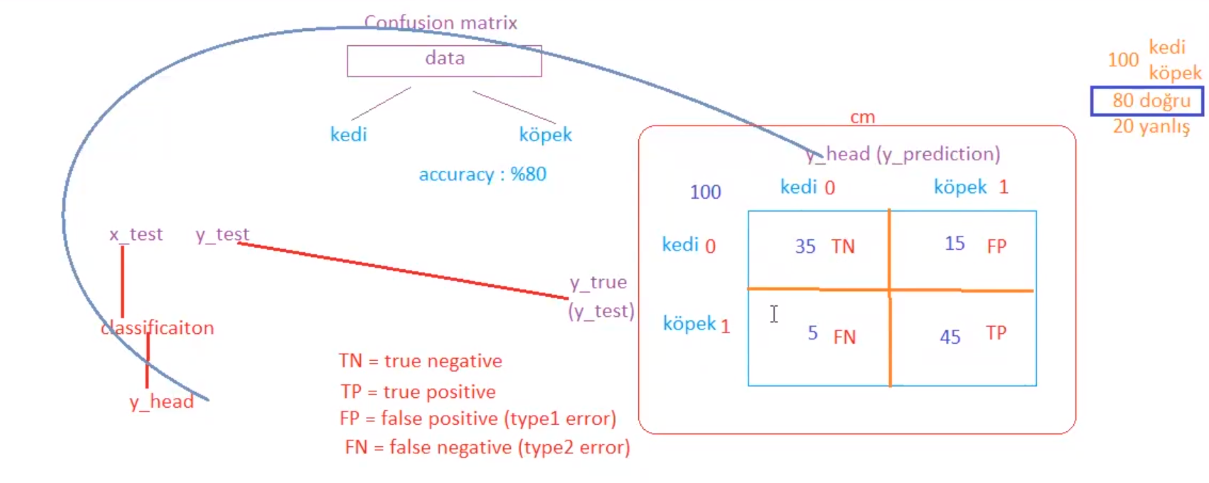 Confusion matrix
data
kedi köpek
accuracy : %80
100 kedi
köpek
80 doğru
20 yanlış
x_test y_test
classificaiton
y_head
TN = true negative
TP = true positive
FP = false positive (type1 error)
FN = false negative (type2 error)
cm
y_head (y_prediction)
100 kedi 0 köpek 1
y_true
(y_test)
kedi 0 35 TN 15 FP
köpek 1 5 FN 45 TP